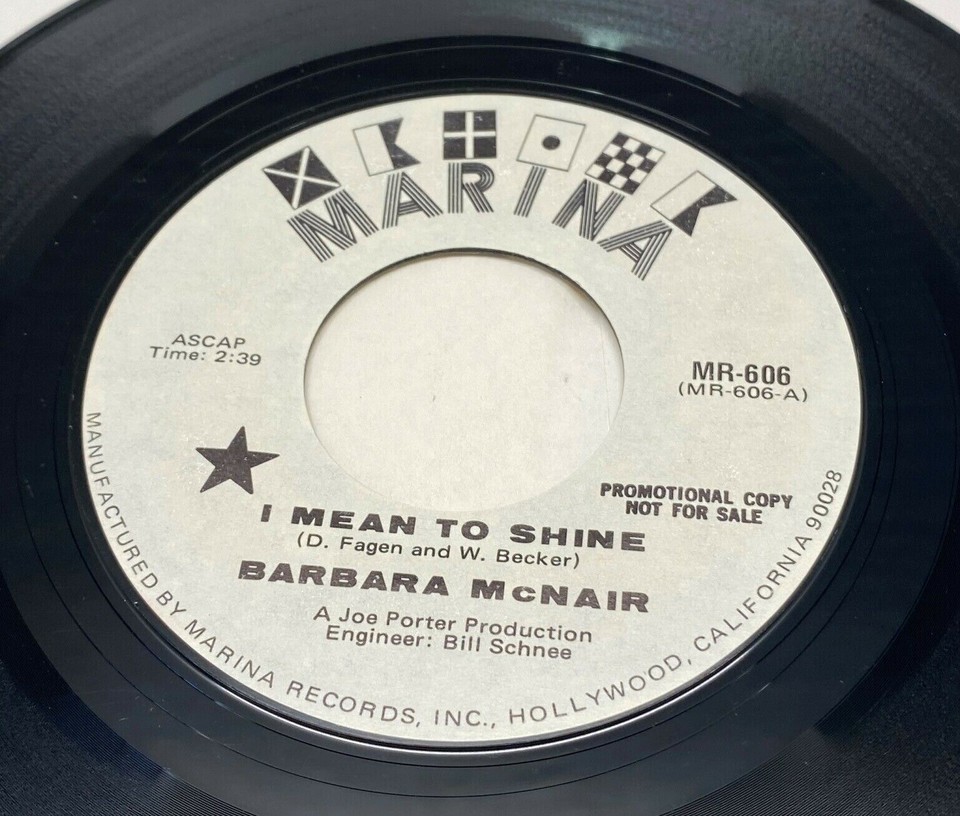 MARINA
ASCAP
Time: 2:39
MR-606
(MR-606-A)
PROMOTIONAL COPY
NOT FOR SALE
I MEAN TO SHINE
(D. Fagen and W. Becker)
BARBARA McNAIR
A Joe Porter Production
Engineer: Bill Schnee
MANUFACTURED BY MARINA RECORDS, INC., HOLLYWOOD, CALIFORNIA 90028